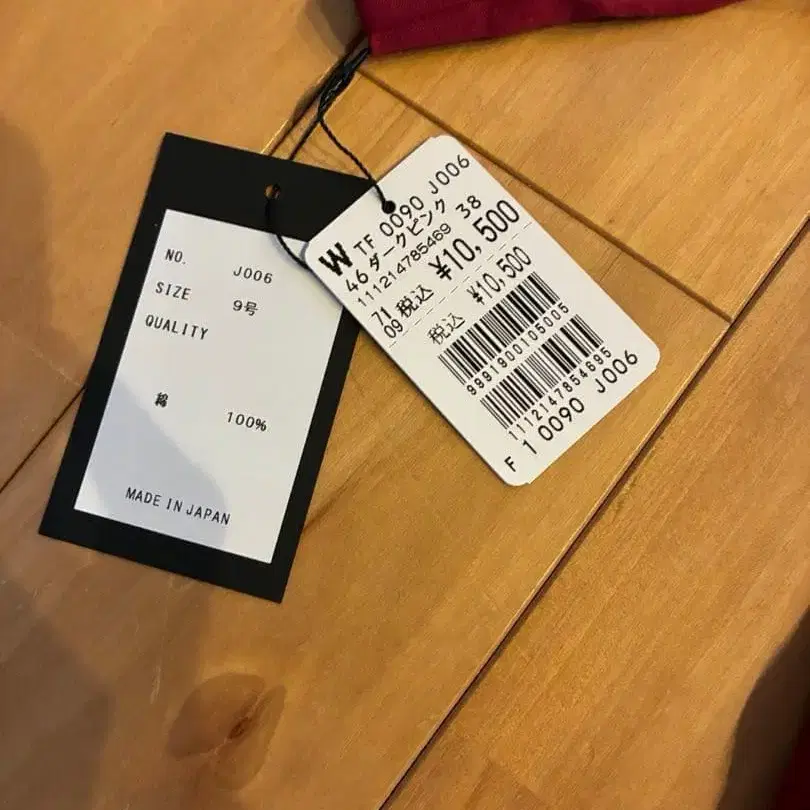 NO. J006
SIZE 9号
QUALITY
綿 100%
MADE IN JAPAN
W TF 0090 J006
46 ダークピンク
111214785469 38
71
09 税込 ¥10,500
税込 ¥10,500
9991900105005
1112147854695
F 1 0090 J006